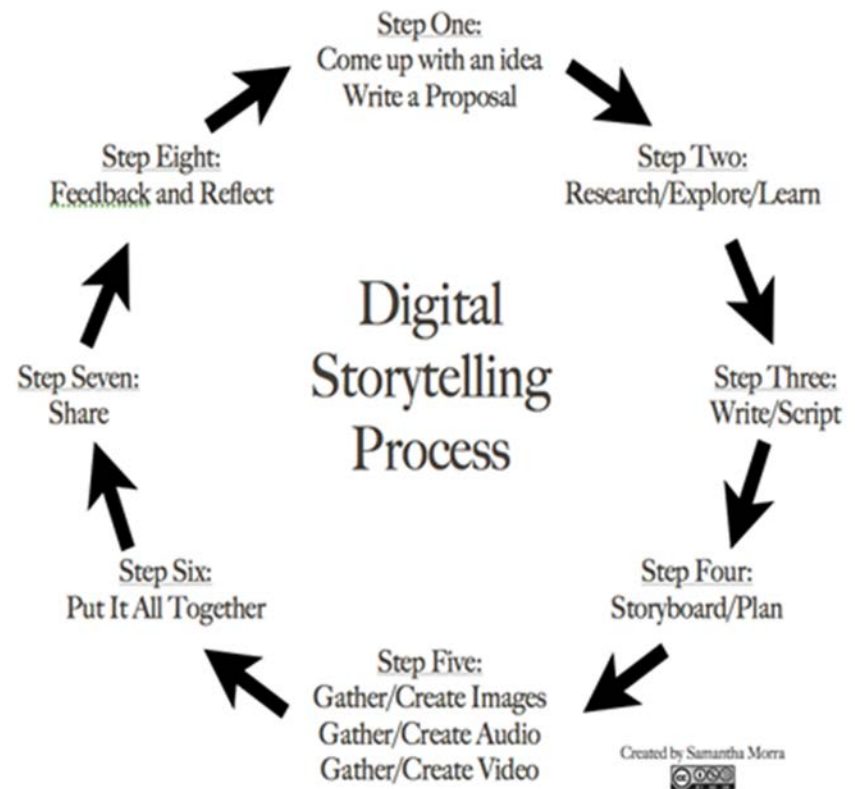 Step One:
Come up with an idea
Write a Proposal
Step Two:
Research/Explore/Learn
Step Three:
Write/Script
Step Four:
Storyboard/Plan
Step Five:
Gather/Create Images
Gather/Create Audio
Gather/Create Video
Step Six:
Put It All Together
Step Seven:
Share
Step Eight:
Feedback and Reflect
Digital
Storytelling
Process
Created by Samantha Morra